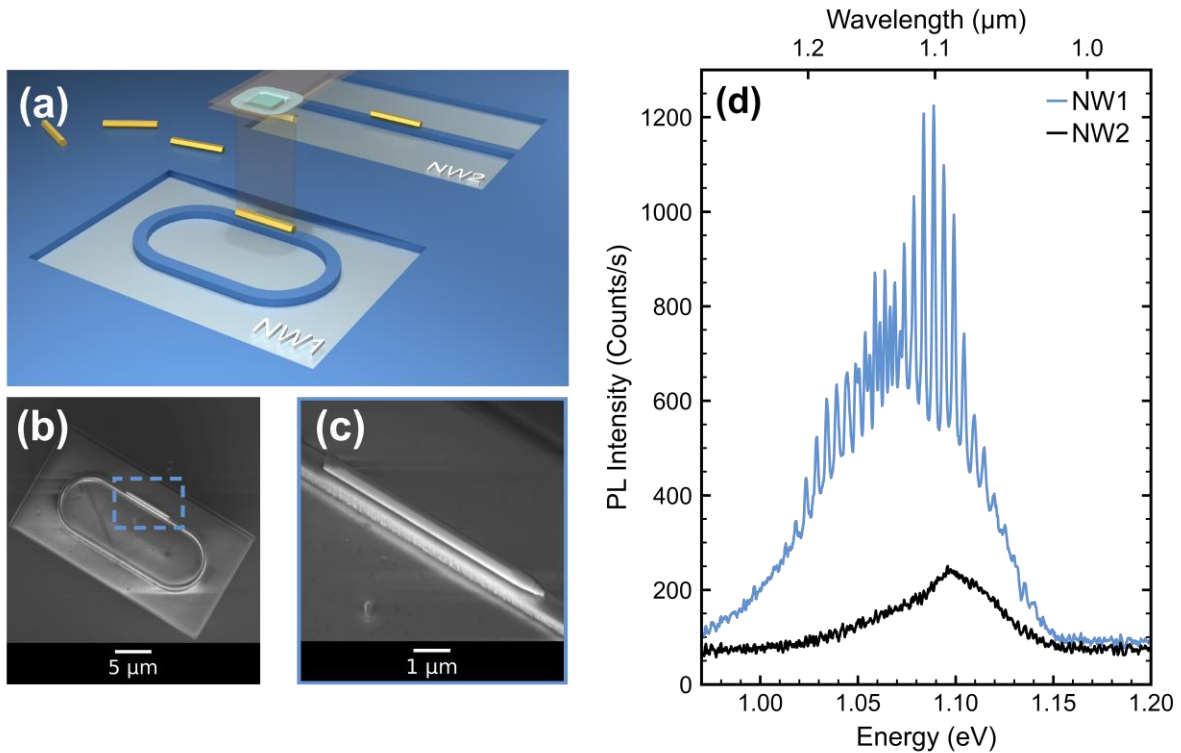 (a)
NW2
NW1
(b)
5 µm
(c)
1 µm
Wavelength (µm)
1.2 1.1 1.0
(d)
NW1
NW2
1200
1000
800
600
400
200
0
PL Intensity (Counts/s)
1.00 1.05 1.10 1.15 1.20
Energy (eV)